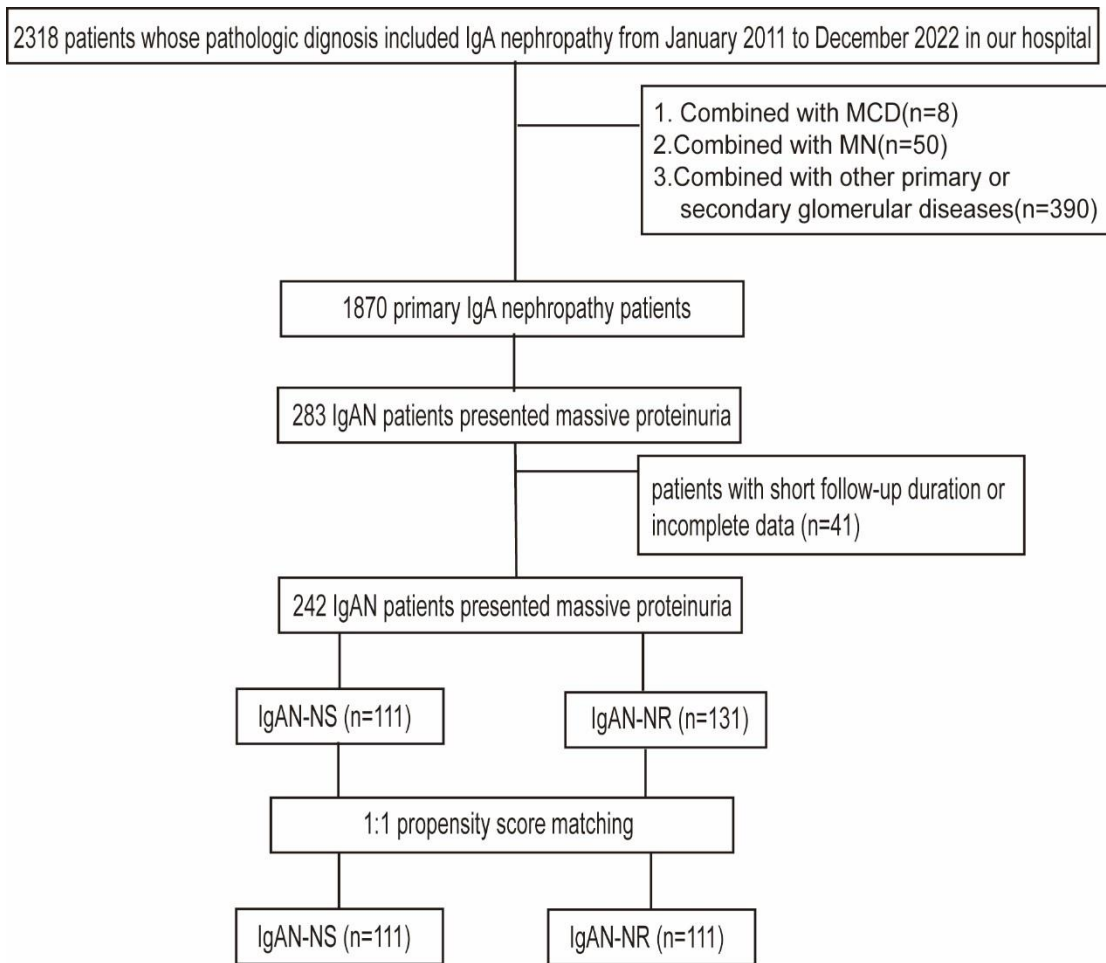 2318 patients whose pathologic dignosis included IgA nephropathy from January 2011 to December 2022 in our hospital
1. Combined with MCD(n=8)
2.Combined with MN(n=50)
3.Combined with other primary or
secondary glomerular diseases(n=390)
1870 primary IgA nephropathy patients
283 IgAN patients presented massive proteinuria
patients with short follow-up duration or
incomplete data (n=41)
242 IgAN patients presented massive proteinuria
IgAN-NS (n=111)
IgAN-NR (n=131)
1:1 propensity score matching
IgAN-NS (n=111)
IgAN-NR (n=111)